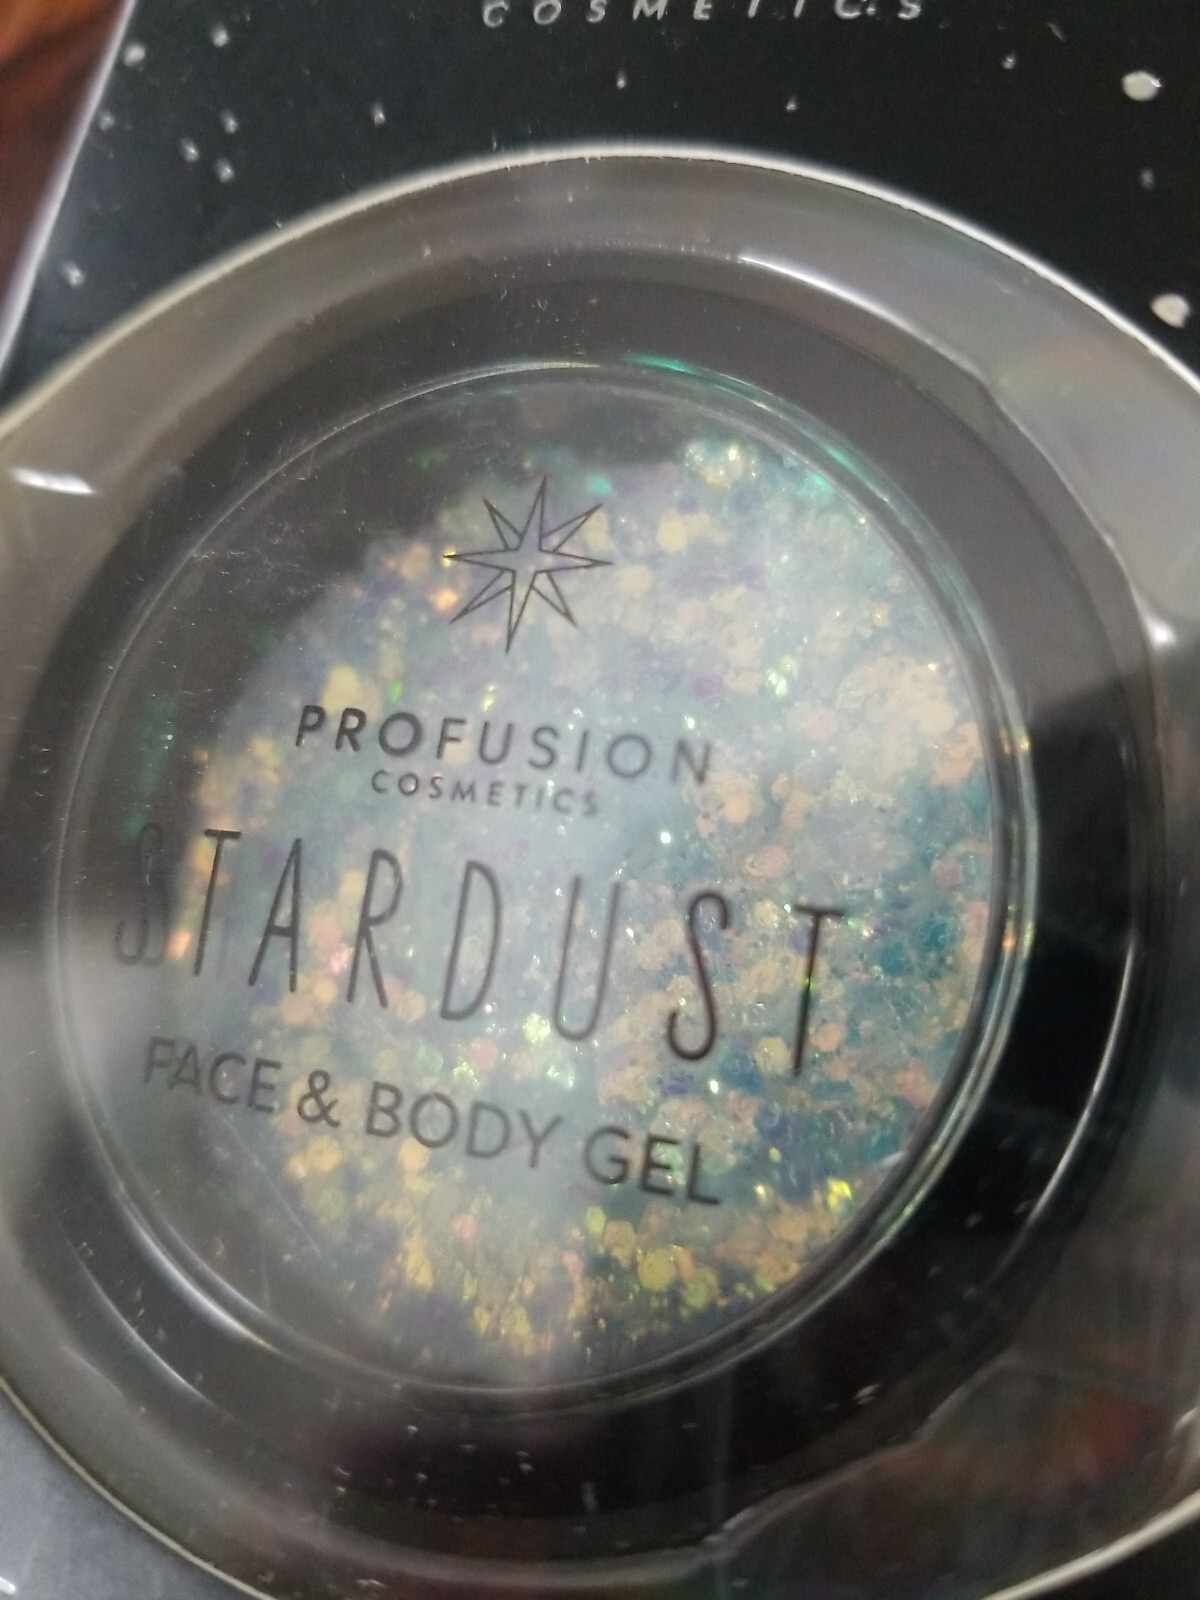 COSMETICS
PROFUSION
COSMETICS
STARDUST
FACE & BODY GEL